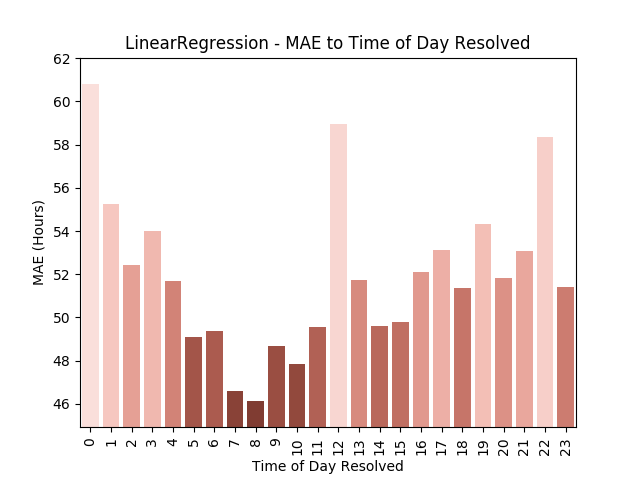 LinearRegression - MAE to Time of Day Resolved
62
60
58
56
54
52
50
48
46
MAE (Hours)
0 1 2 3 4 5 6 7 8 9 10 11 12 13 14 15 16 17 18 19 20 21 22 23
Time of Day Resolved